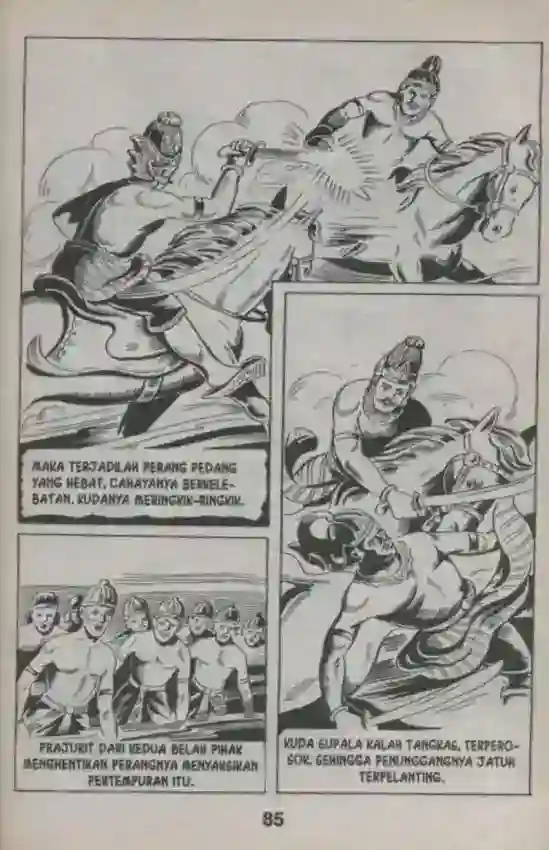 MAKA TERJADILAH PERANG PEDANG
YANG HEBAT, CAHAYANYA BERKELE-
BATAN. KUDANYA MERINGKIK-RINGKIK.
PRAJURIT DARI KEDUA BELAH PIHAK
MENGHENTIKAN PERANGNYA MENYAKSIKAN
PERTEMPURAN ITU.
KUDA SUPALA KALAH TANGKAS, TERPERO-
SOK. SEHINGGA PENUNGGANGNYA JATUH
TERPELANTING.
85